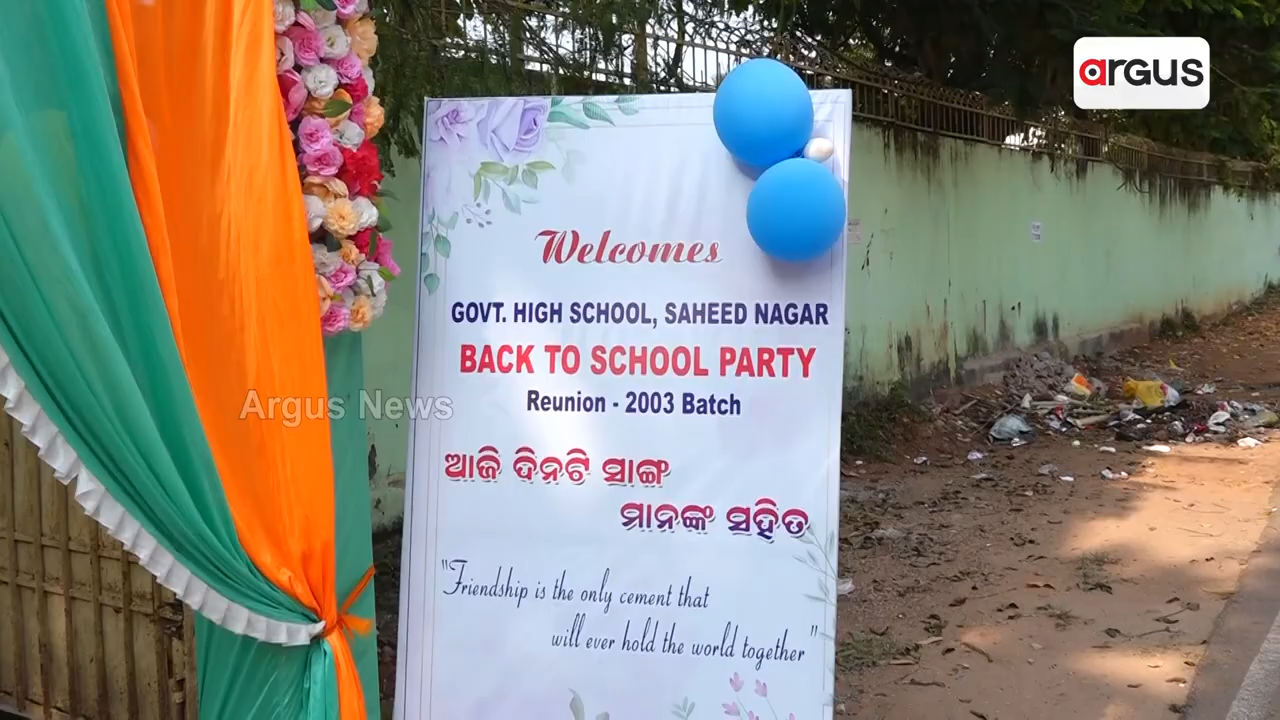 argus
Welcomes
GOVT. HIGH SCHOOL, SAHEED NAGAR
BACK TO SCHOOL PARTY
Reunion - 2003 Batch
Argus News
ଆଜି ଦିନଟି ସାଙ୍ଗ
ମାନଙ୍କ ସହିତ
"Friendship is the only cement that
will ever hold the world together"